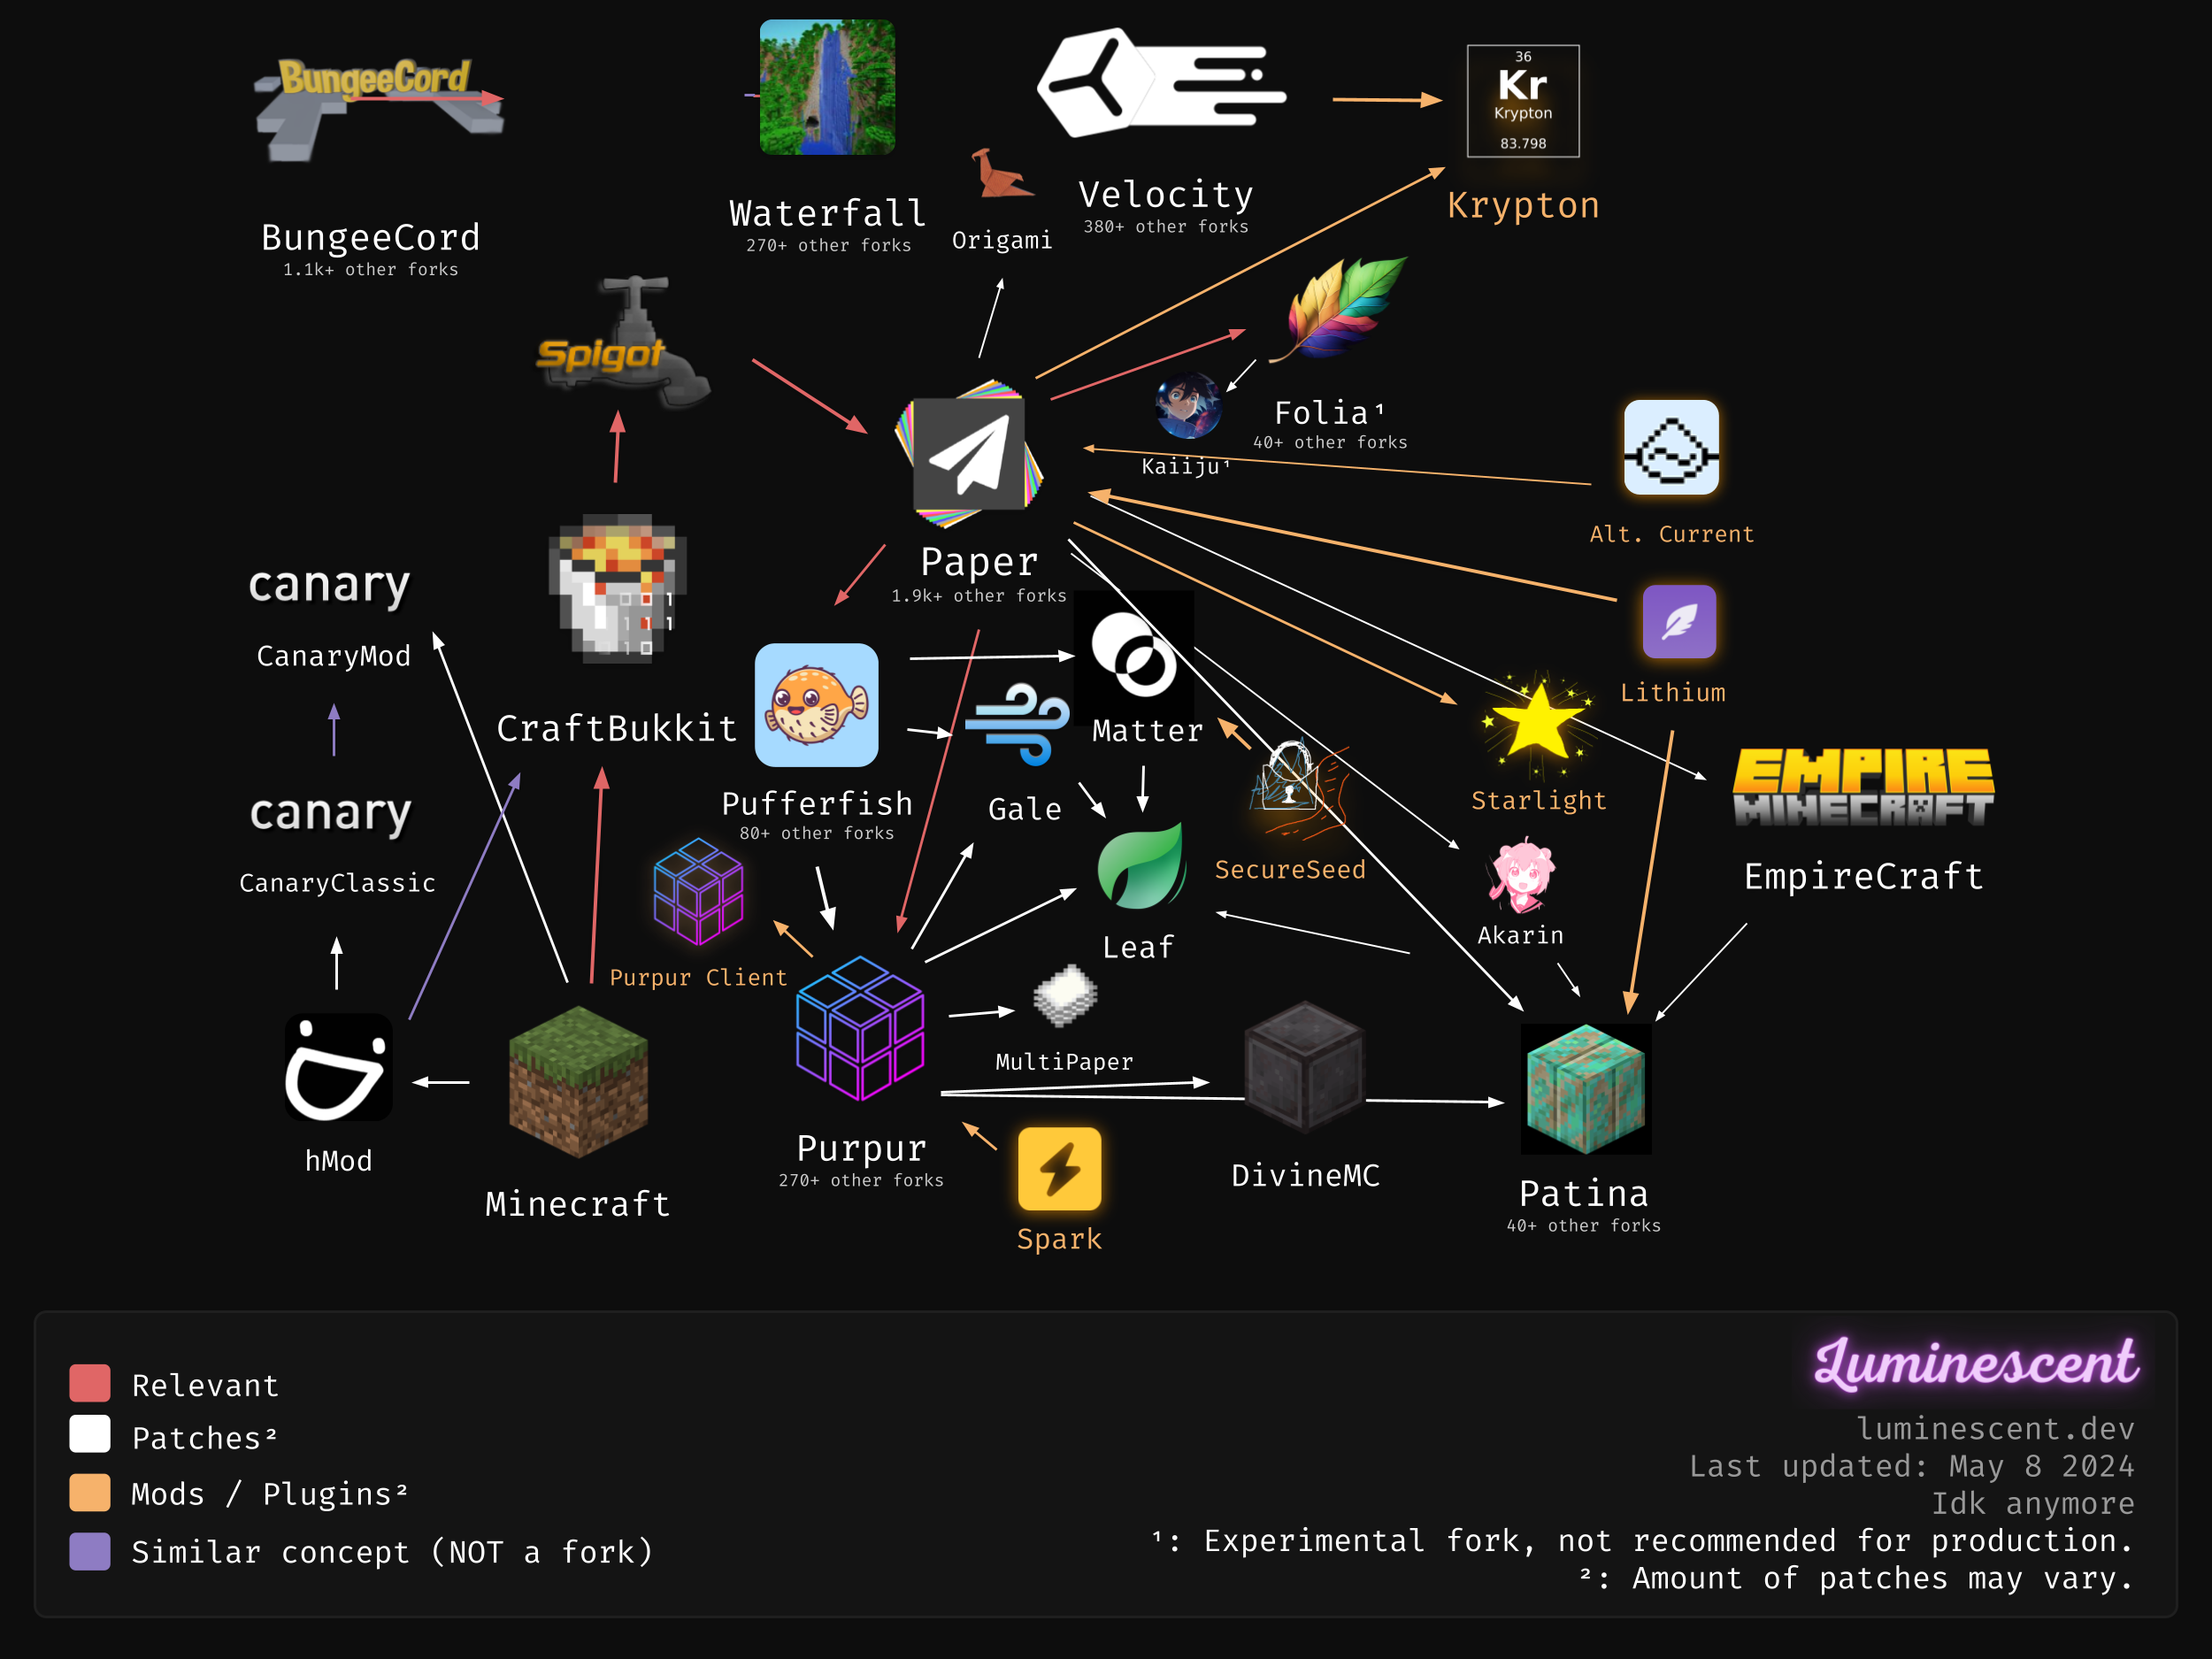 BungeeCord
BungeeCord
1.1k+ other forks
Waterfall
270+ other forks
Origami
Velocity
380+ other forks
36
Kr
Krypton
83.798
Krypton
Spigot
Folia¹
40+ other forks
Kaiiju¹
Paper
1.9k+ other forks
Alt. Current
Lithium
canary
CanaryMod
CraftBukkit
canary
CanaryClassic
Pufferfish
80+ other forks
Gale
Matter
SecureSeed
Starlight
EMPIRE
MINECRAFT
EmpireCraft
Akarin
Leaf
Purpur Client
MultiPaper
hMod
Minecraft
Purpur
270+ other forks
Spark
DivineMC
Patina
40+ other forks
Relevant
Patches²
Mods / Plugins²
Similar concept (NOT a fork)
Luminescent
luminescent.dev
Last updated: May 8 2024
Idk anymore
¹: Experimental fork, not recommended for production.
²: Amount of patches may vary.